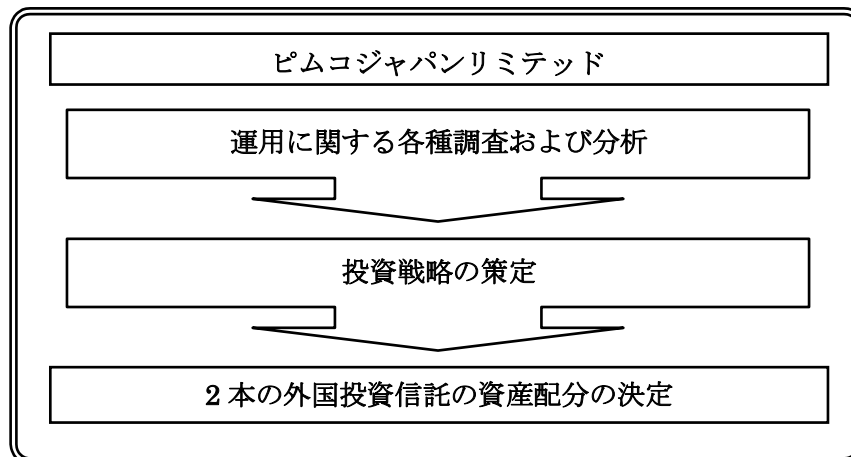 ピムコジャパンリミテッド
運用に関する各種調査および分析
投資戦略の策定
2 本の外国投資信託の資産配分の決定